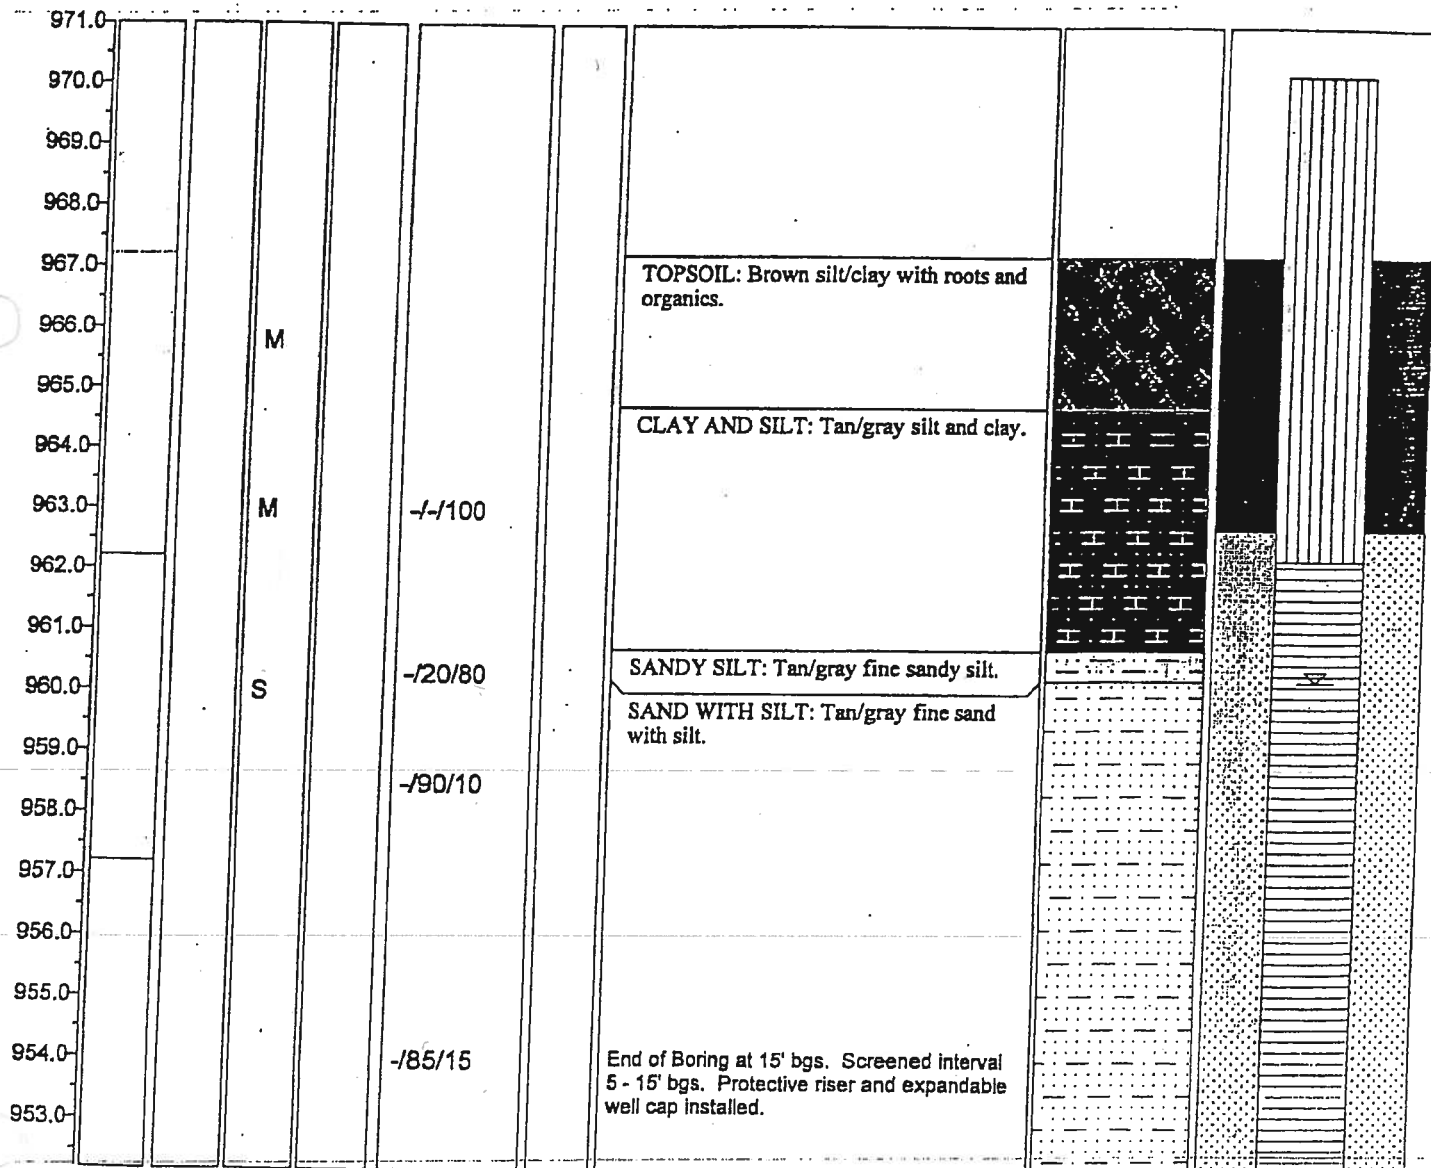 971.0
970.0
969.0
968.0
967.0
TOPSOIL: Brown silt/clay with roots and
organics.
966.0
M
965.0
CLAY AND SILT: Tan/gray silt and clay.
964.0
963.0
M
-/-/100
962.0
961.0
SANDY SILT: Tan/gray fine sandy silt.
-/20/80
960.0
S
SAND WITH SILT: Tan/gray fine sand
with silt.
959.0
-/90/10
958.0
957.0
956.0
955.0
954.0
-/85/15
End of Boring at 15' bgs. Screened interval
5 - 15' bgs. Protective riser and expandable
well cap installed.
953.0